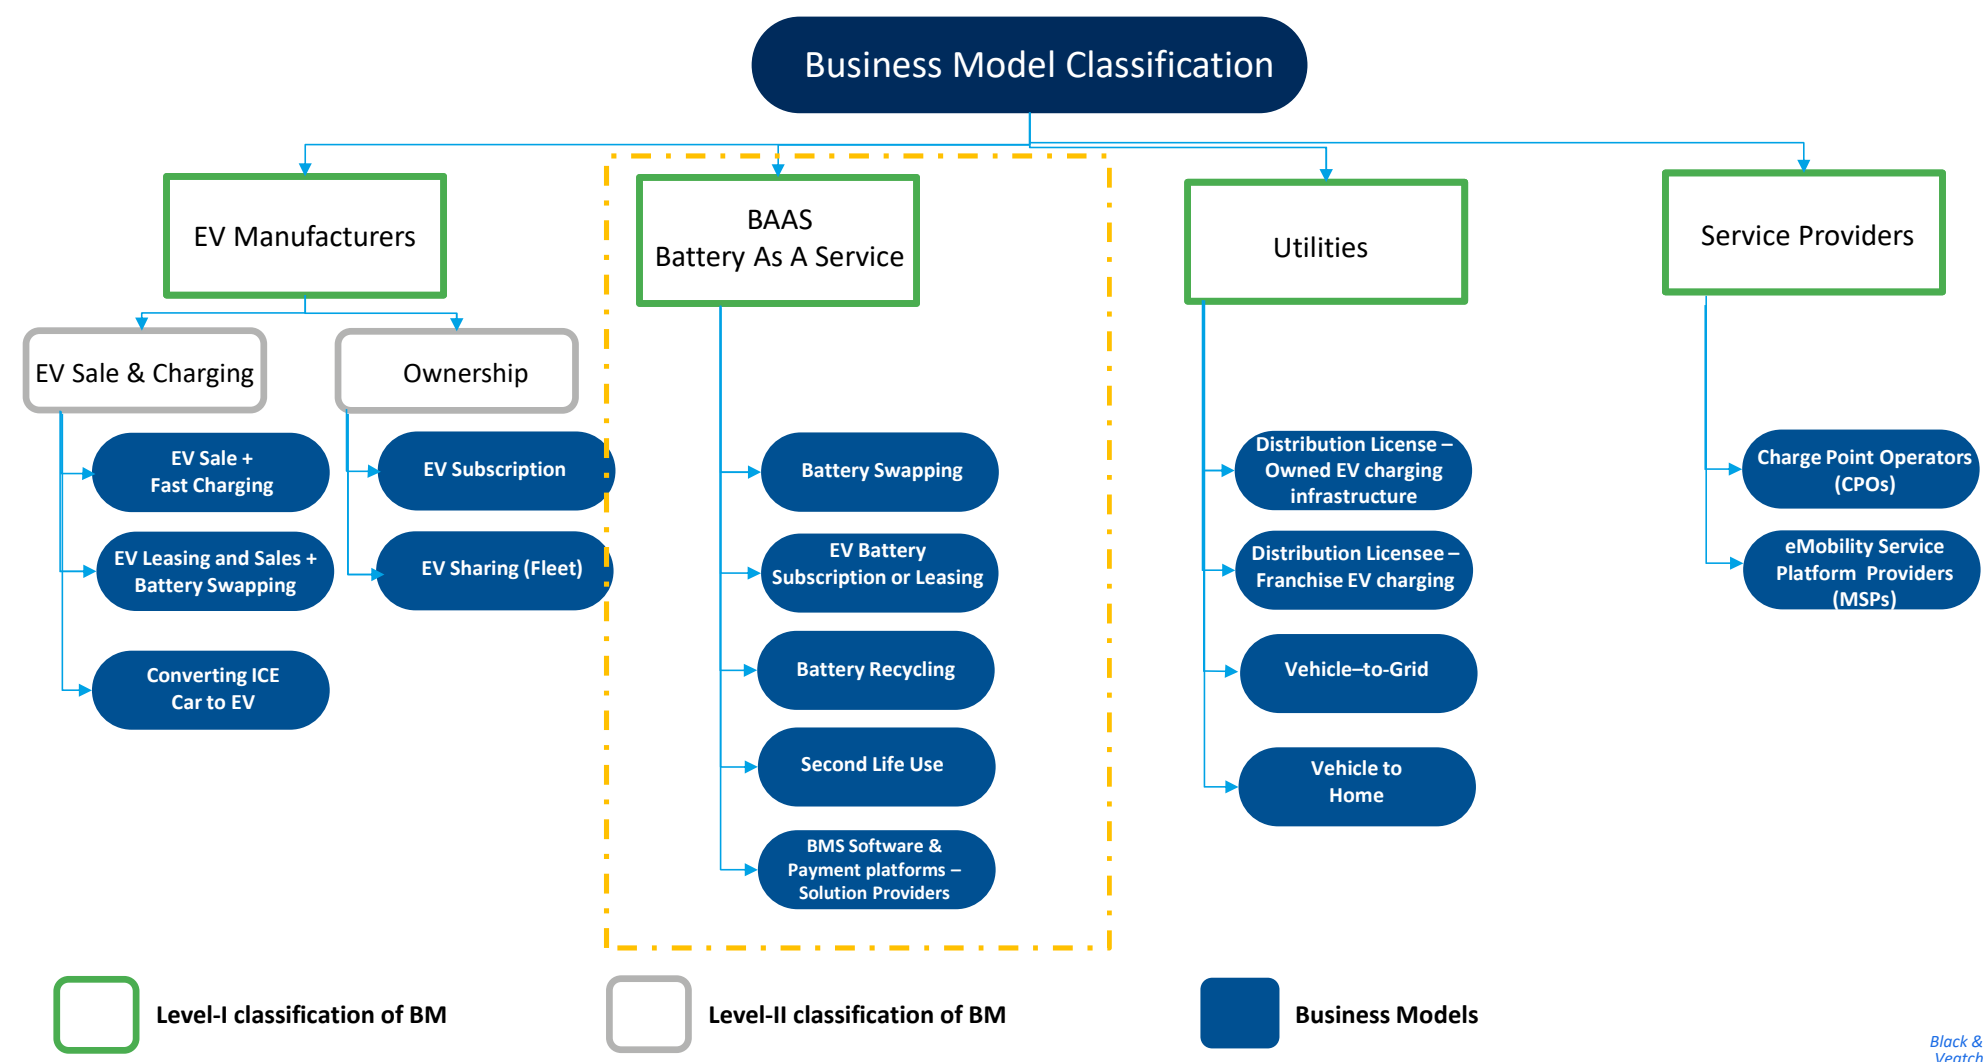 Business Model Classification
EV Manufacturers
BAAS
Battery As A Service
Utilities
Service Providers
EV Sale & Charging
Ownership
EV Sale +
Fast Charging
EV Leasing and Sales +
Battery Swapping
Converting ICE
Car to EV
EV Subscription
EV Sharing (Fleet)
Battery Swapping
EV Battery
Subscription or Leasing
Battery Recycling
Second Life Use
BMS Software &
Payment platforms –
Solution Providers
Distribution License –
Owned EV charging
infrastructure
Distribution Licensee –
Franchise EV charging
Vehicle–to-Grid
Vehicle to
Home
Charge Point Operators
(CPOs)
eMobility Service
Platform Providers
(MSPs)
Level-I classification of BM
Level-II classification of BM
Business Models
Black &
Veatch